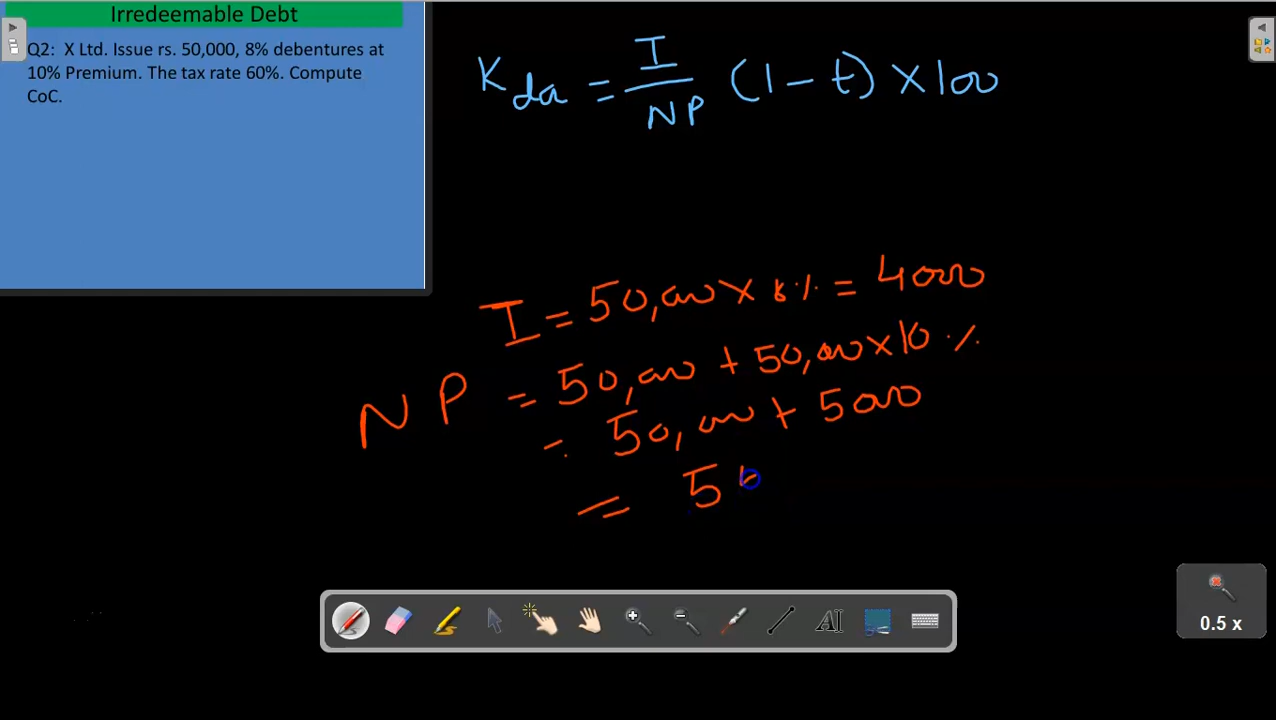 Irredeemable Debt
Q2: X Ltd. Issue rs. 50,000, 8% debentures at
10% Premium. The tax rate 60%. Compute
CoC.
Kda = I/NP (1 - t) × 100
I = 50,000 × 8% = 4000
NP = 50,000 + 50,000 × 10%
= 50,000 + 5000
= 5
0.5 x